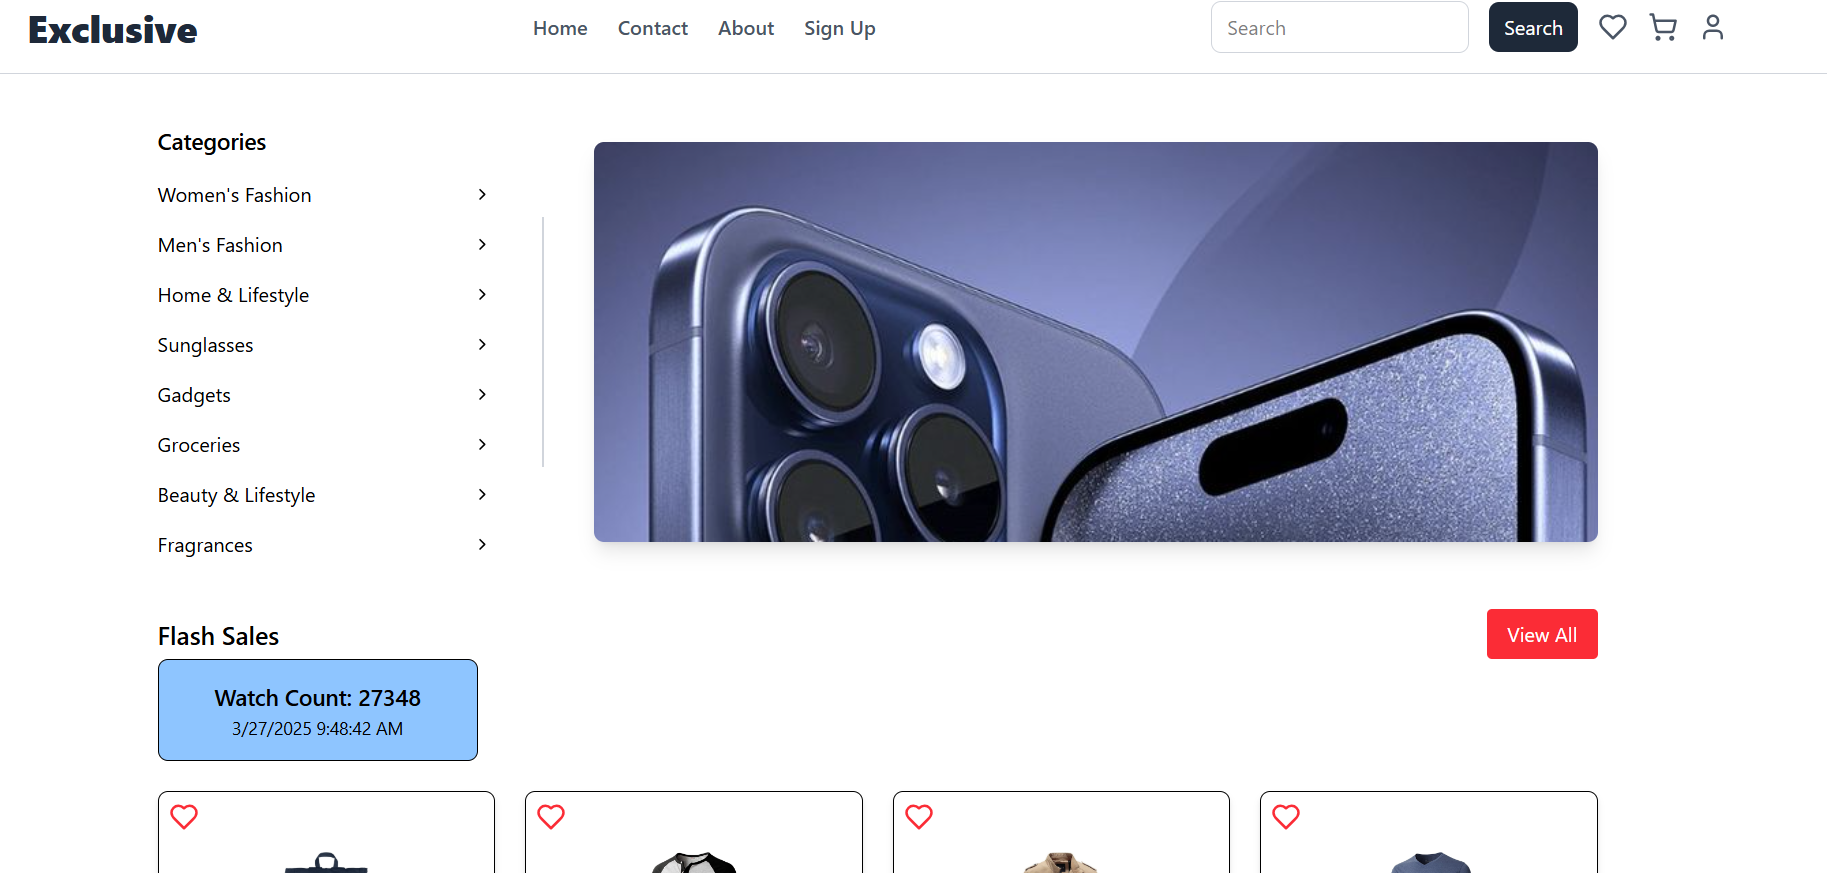 Exclusive
Home Contact About Sign Up
Search Search
Categories
Women's Fashion
Men's Fashion
Home & Lifestyle
Sunglasses
Gadgets
Groceries
Beauty & Lifestyle
Fragrances
Flash Sales
View All
Watch Count: 27348
3/27/2025 9:48:42 AM